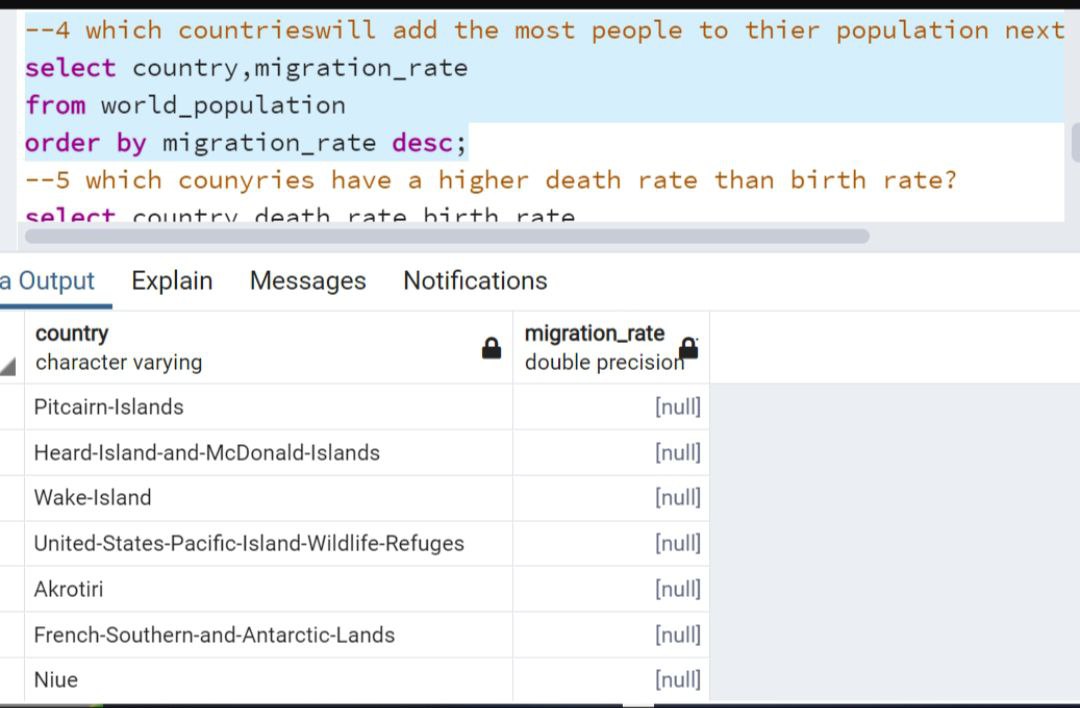 --4 which countrieswill add the most people to thier population next
select country,migration_rate
from world_population
order by migration_rate desc;
--5 which counyries have a higher death rate than birth rate?
select country death rate birth rate
a Output Explain Messages Notifications
country migration_rate
character varying double precision
Pitcairn-Islands [null]
Heard-Island-and-McDonald-Islands [null]
Wake-Island [null]
United-States-Pacific-Island-Wildlife-Refuges [null]
Akrotiri [null]
French-Southern-and-Antarctic-Lands [null]
Niue [null]